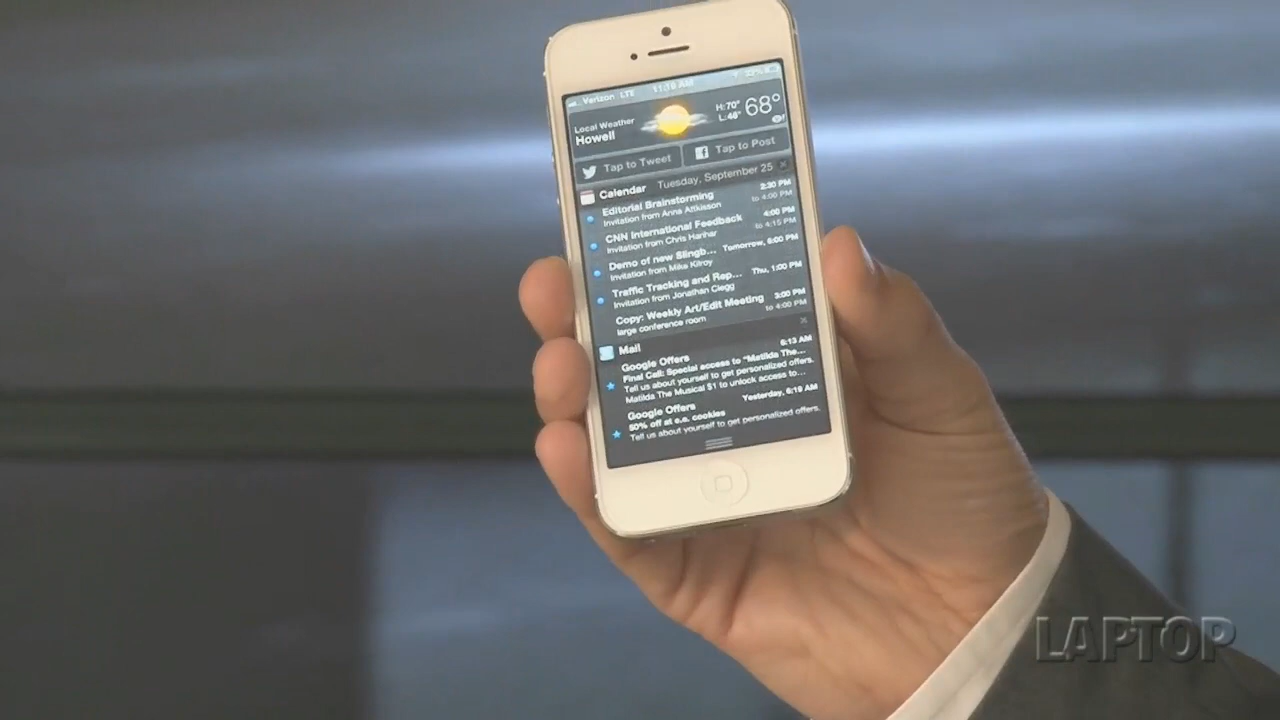 Verizon LTE 11:19 AM 33%
Local Weather
Howell
H: 70°
L: 48°
68°
Tap to Tweet
Tap to Post
Calendar Tuesday, September 25
Editorial Brainstorming 2:30 PM
Invitation from Anna Attkisson to 4:00 PM
CNN International Feedback 4:00 PM
Invitation from Chris Harihar to 4:15 PM
Demo of new Slingb... Tomorrow, 6:00 PM
Invitation from Mike Kilroy
Traffic Tracking and Rep... Thu, 1:00 PM
Invitation from Jonathan Clegg
Copy: Weekly Art/Edit Meeting 3:00 PM
large conference room to 4:00 PM
Mail
Google Offers 6:13 AM
Final Call: Special access to "Matilda The...
Tell us about yourself to get personalized offers.
Matilda The Musical $1 to unlock access to...
Google Offers Yesterday, 6:19 AM
50% off at e.e. cookies
Tell us about yourself to get personalized offers.
LAPTOP